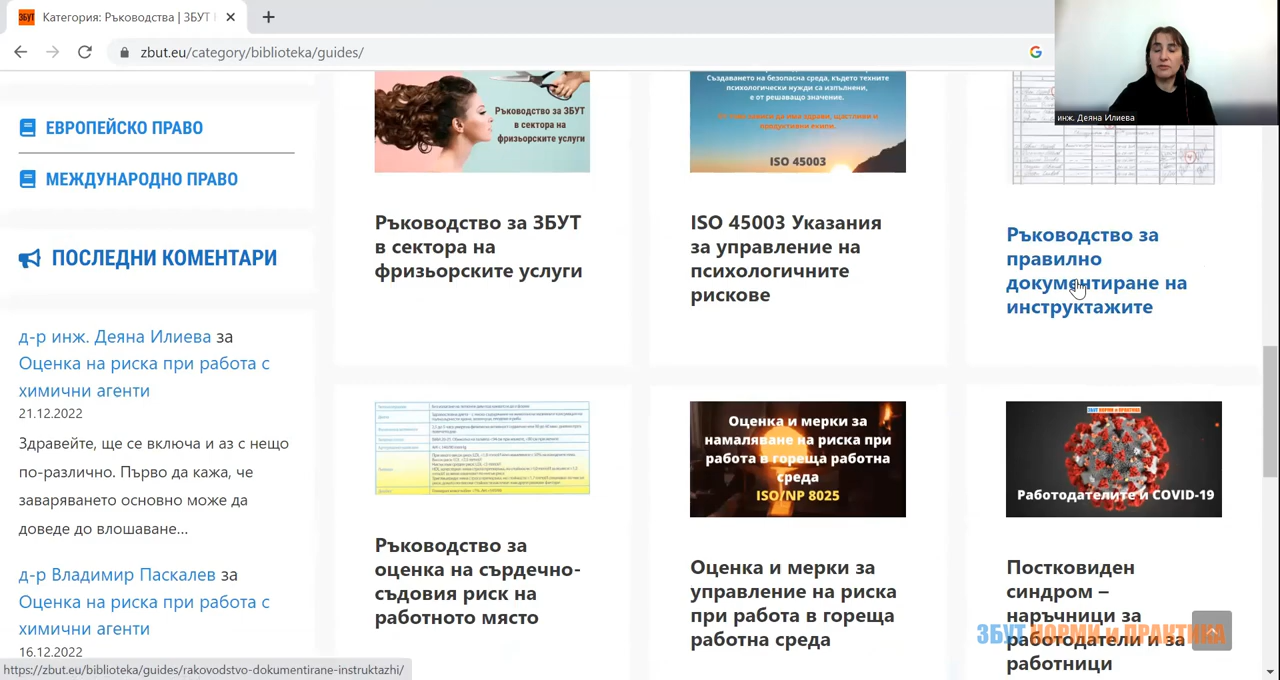 ЗБУТ
Категория: Ръководства | ЗБУТ
zbut.eu/category/biblioteka/guides/
инж. Деяна Илиева
ЕВРОПЕЙСКО ПРАВО
МЕЖДУНАРОДНО ПРАВО
ПОСЛЕДНИ КОМЕНТАРИ
д-р инж. Деяна Илиева за
Оценка на риска при работа с
химични агенти
21.12.2022
Здравейте, ще се включа и аз с нещо
по-различно. Първо да кажа, че
заваряването основно може да
доведе до влошаване...
д-р Владимир Паскалев за
Оценка на риска при работа с
химични агенти
16.12.2022
Ръководство за ЗБУТ
в сектора на
фризьорските услуги
Ръководство за ЗБУТ
в сектора на
фризьорските услуги
Създаването на безопасна среда, където техните
психологически нужди са изпълнени,
е от решаващо значение.
продуктивни екипи.
ISO 45003
ISO 45003 Указания
за управление на
психологичните
рискове
Ръководство за
правилно
документиране на
инструктажите
Ръководство за
оценка на сърдечно-
съдовия риск на
работното място
Оценка и мерки за
намаляване на риска при
работа в гореща работна
среда
ISO/NP 8025
Оценка и мерки за
управление на риска
при работа в гореща
работна среда
ЗБУТ НОРМИ и ПРАКТИКА
Работодателите и COVID-19
Постковиден
синдром –
наръчници за
работодатели и за
работници
ЗБУТ НОРМИ и ПРАКТИКА
https://zbut.eu/biblioteka/guides/rakovodstvo-dokumentirane-instruktazhi/